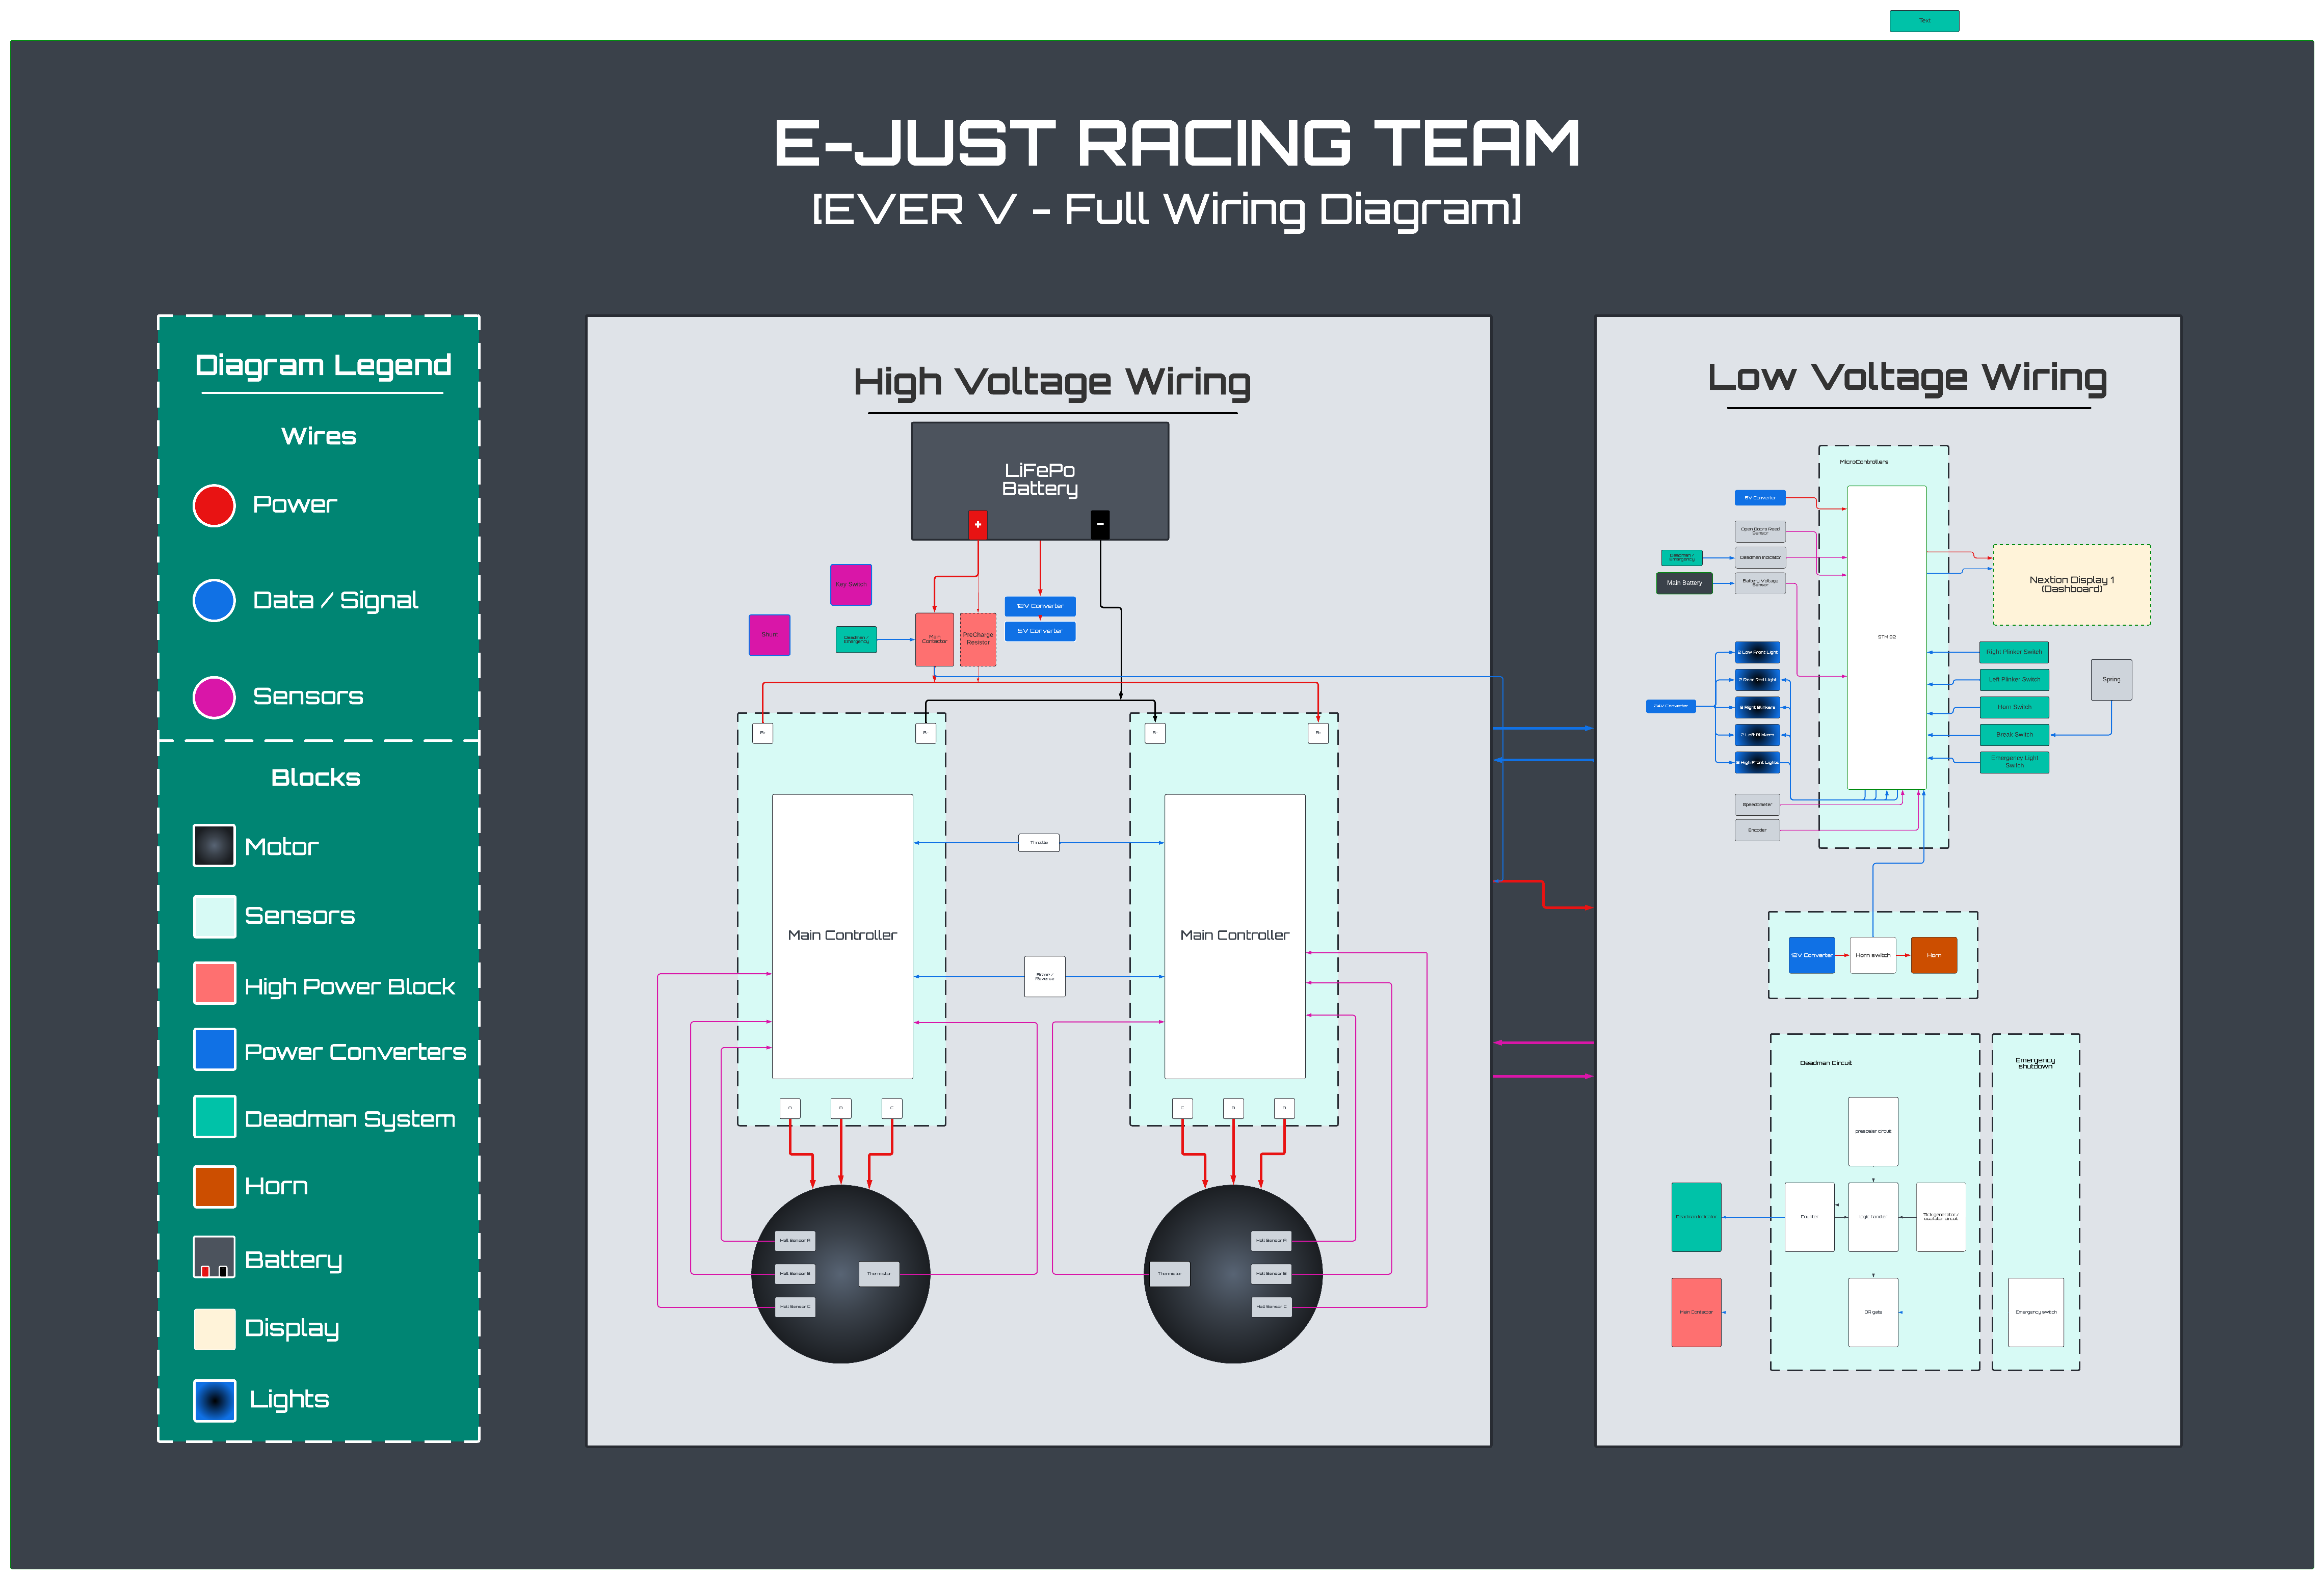 Text
E-JUST RACING TEAM
[EVER V - Full Wiring Diagram]
Diagram Legend
Wires
Power
Data / Signal
Sensors
Blocks
Motor
Sensors
High Power Block
Power Converters
Deadman System
Horn
Battery
Display
Lights
High Voltage Wiring
LiFePo
Battery
+
-
Key Switch
Shunt
Deadman /
Emergency
Main
Contactor
PreCharge
Resistor
12V Converter
5V Converter
B+
B-
B-
B+
Throttle
Main Controller
Main Controller
Brake /
Reverse
A
B
C
C
B
A
Hall Sensor A
Hall Sensor B
Hall Sensor C
Thermistor
Thermistor
Hall Sensor A
Hall Sensor B
Hall Sensor C
Low Voltage Wiring
MicroControllers
5V Converter
Open Doors Reed
Sensor
Deadman /
Emergency
Deadman Indicator
Main Battery
Battery Voltage
Sensor
STM 32
Nextion Display 1
(Dashboard)
2 Low Front Light
2 Rear Red Light
24V Converter
2 Right Blinkers
2 Left Blinkers
2 High Front Lights
Right Plinker Switch
Left Plinker Switch
Horn Switch
Break Switch
Emergency Light
Switch
Spring
Speedometer
Encoder
12V Converter
Horn switch
Horn
Deadman Circuit
Emergency
shutdown
prescaler circuit
Deadman Indicator
Counter
logic handler
Tick generator /
oscillator circuit
Main Contactor
OR gate
Emergency switch